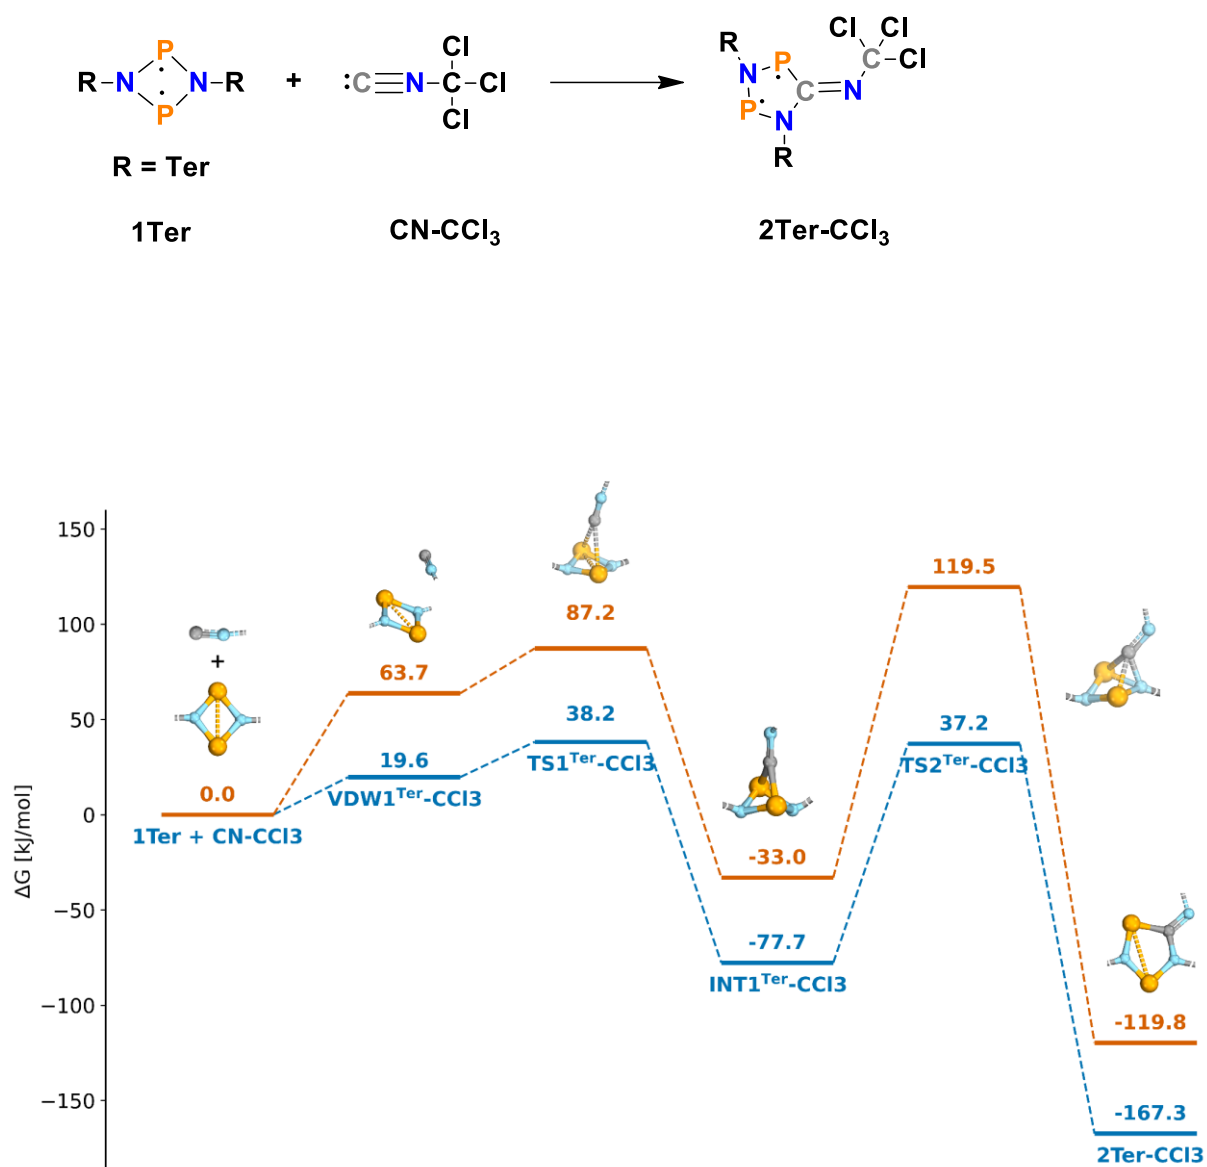 R–N P P N–R + :C≡N–C Cl Cl Cl R N P P N R C=N C Cl Cl Cl
R = Ter
1Ter CN-CCl₃ 2Ter-CCl₃
ΔG [kJ/mol]
150
100
50
0
−50
−100
−150
+
0.0
1Ter + CN-CCl3
63.7
19.6
VDW1ᵀᵉʳ-CCl3
87.2
38.2
TS1ᵀᵉʳ-CCl3
-33.0
-77.7
INT1ᵀᵉʳ-CCl3
119.5
37.2
TS2ᵀᵉʳ-CCl3
-119.8
-167.3
2Ter-CCl3